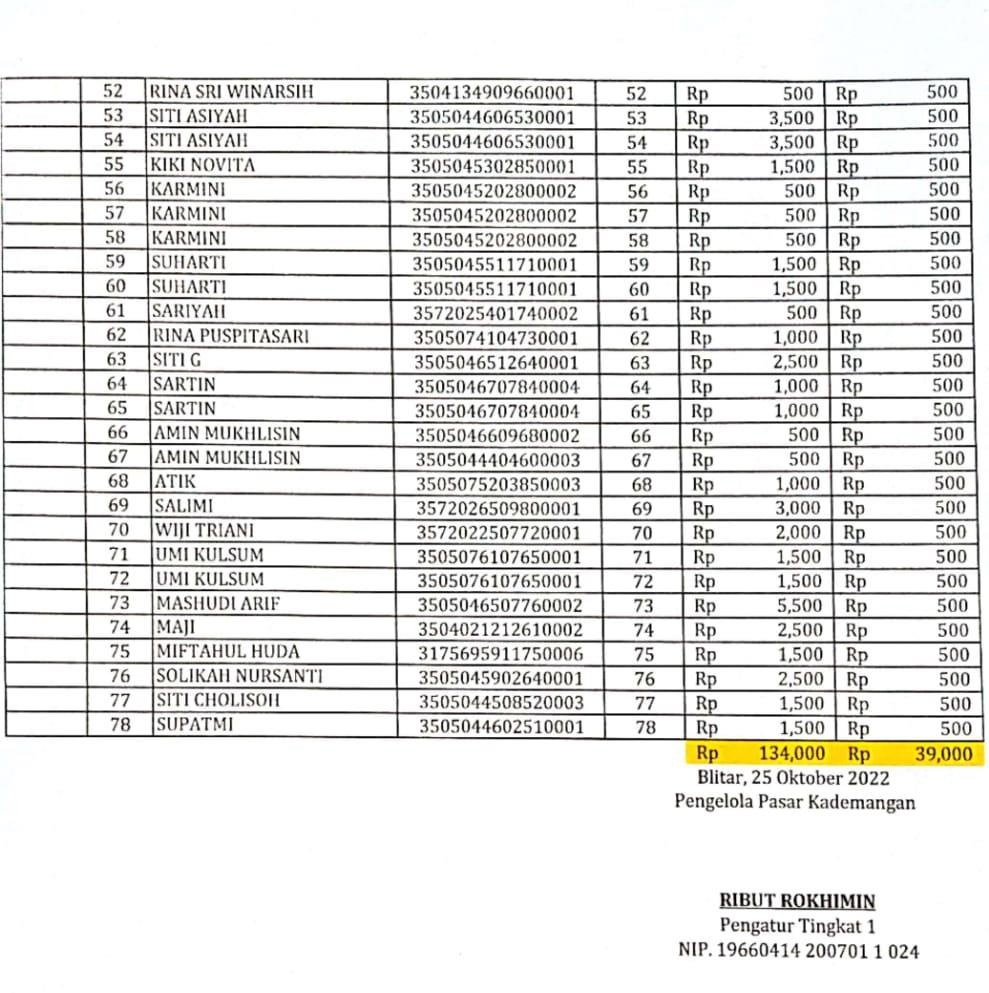 52 RINA SRI WINARSIH 3504134909660001 52 Rp 500 Rp 500
53 SITI ASIYAH 3505044606530001 53 Rp 3,500 Rp 500
54 SITI ASIYAH 3505044606530001 54 Rp 3,500 Rp 500
55 KIKI NOVITA 3505045302850001 55 Rp 1,500 Rp 500
56 KARMINI 3505045202800002 56 Rp 500 Rp 500
57 KARMINI 3505045202800002 57 Rp 500 Rp 500
58 KARMINI 3505045202800002 58 Rp 500 Rp 500
59 SUHARTI 3505045511710001 59 Rp 1,500 Rp 500
60 SUHARTI 3505045511710001 60 Rp 1,500 Rp 500
61 SARIYAH 3572025401740002 61 Rp 500 Rp 500
62 RINA PUSPITASARI 3505074104730001 62 Rp 1,000 Rp 500
63 SITI G 3505046512640001 63 Rp 2,500 Rp 500
64 SARTIN 3505046707840004 64 Rp 1,000 Rp 500
65 SARTIN 3505046707840004 65 Rp 1,000 Rp 500
66 AMIN MUKHLISIN 3505046609680002 66 Rp 500 Rp 500
67 AMIN MUKHLISIN 3505044404600003 67 Rp 500 Rp 500
68 ATIK 3505075203850003 68 Rp 1,000 Rp 500
69 SALIMI 3572026509800001 69 Rp 3,000 Rp 500
70 WIJI TRIANI 3572022507720001 70 Rp 2,000 Rp 500
71 UMI KULSUM 3505076107650001 71 Rp 1,500 Rp 500
72 UMI KULSUM 3505076107650001 72 Rp 1,500 Rp 500
73 MASHUDI ARIF 3505046507760002 73 Rp 5,500 Rp 500
74 MAJI 3504021212610002 74 Rp 2,500 Rp 500
75 MIFTAHUL HUDA 3175695911750006 75 Rp 1,500 Rp 500
76 SOLIKAH NURSANTI 3505045902640001 76 Rp 2,500 Rp 500
77 SITI CHOLISOH 3505044508520003 77 Rp 1,500 Rp 500
78 SUPATMI 3505044602510001 78 Rp 1,500 Rp 500
Rp 134,000 Rp 39,000
Blitar, 25 Oktober 2022
Pengelola Pasar Kademangan
RIBUT ROKHIMIN
Pengatur Tingkat 1
NIP. 19660414 200701 1 024